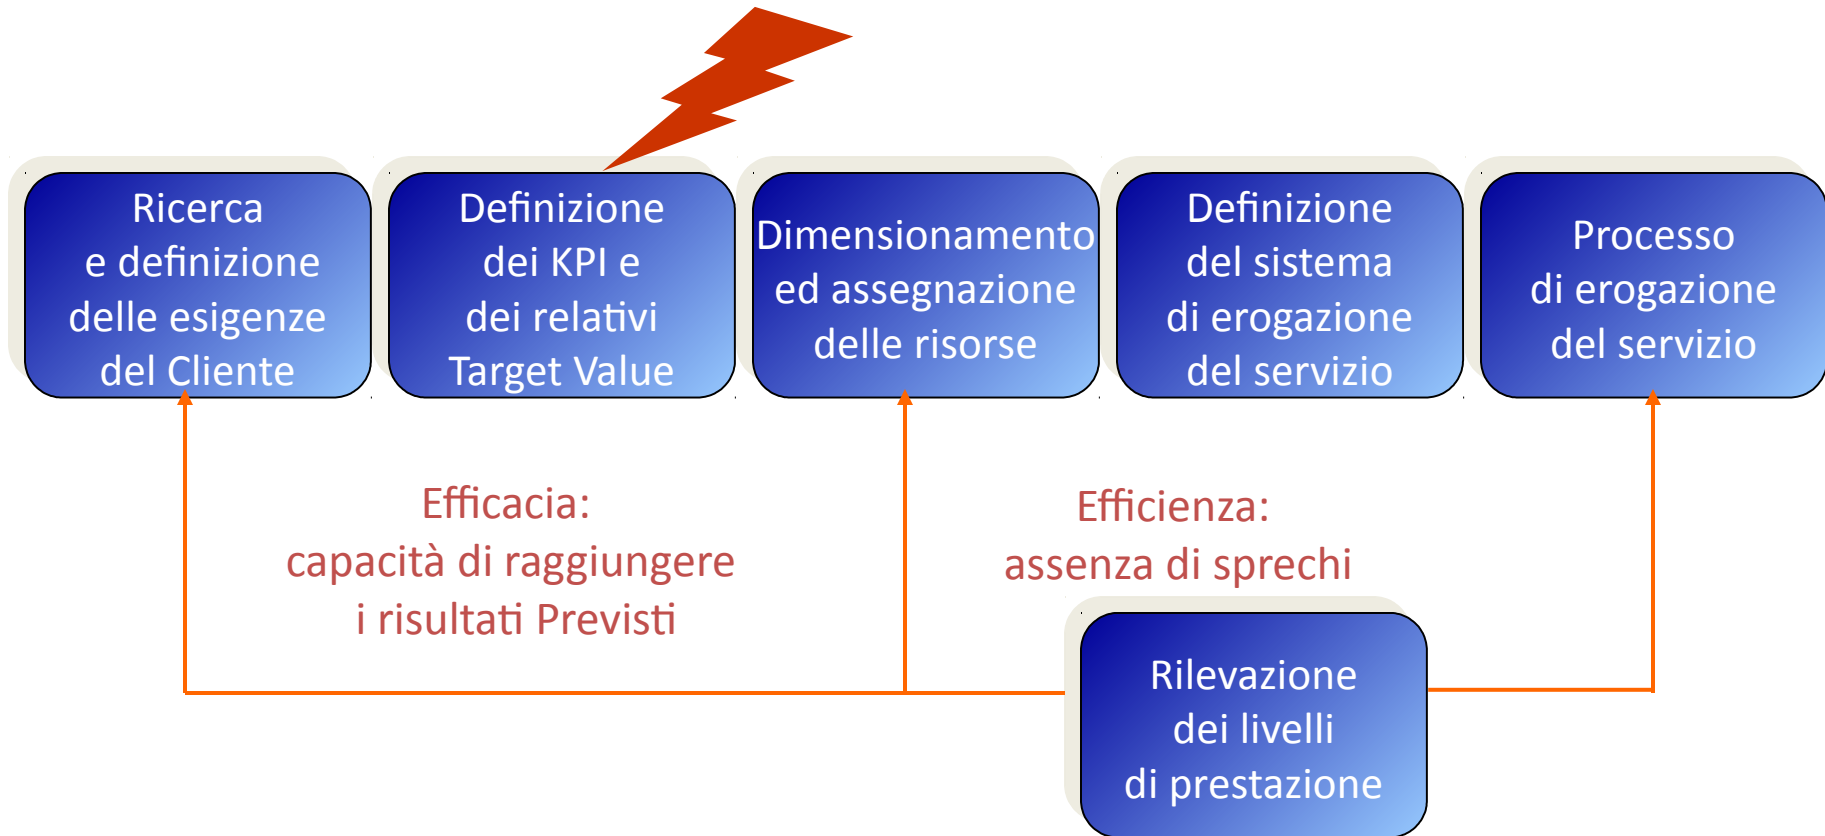 Ricerca
e definizione
delle esigenze
del Cliente
Definizione
dei KPI e
dei relativi
Target Value
Dimensionamento
ed assegnazione
delle risorse
Definizione
del sistema
di erogazione
del servizio
Processo
di erogazione
del servizio
Efficacia:
capacità di raggiungere
i risultati Previsti
Efficienza:
assenza di sprechi
Rilevazione
dei livelli
di prestazione